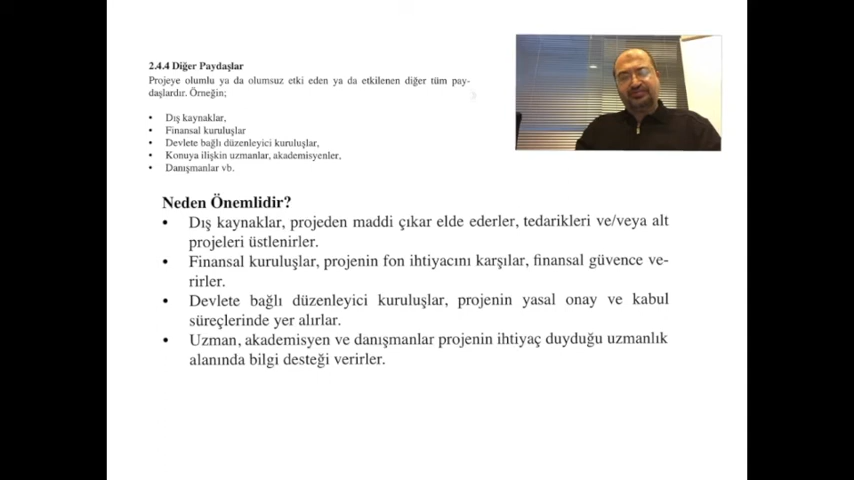 2.4.4 Diğer Paydaşlar
Projeye olumlu ya da olumsuz etki eden ya da etkilenen diğer tüm pay-
daşlardır. Örneğin;
• Dış kaynaklar,
• Finansal kuruluşlar
• Devlete bağlı düzenleyici kuruluşlar,
• Konuya ilişkin uzmanlar, akademisyenler,
• Danışmanlar vb.
Neden Önemlidir?
• Dış kaynaklar, projeden maddi çıkar elde ederler, tedarikleri ve/veya alt
projeleri üstlenirler.
• Finansal kuruluşlar, projenin fon ihtiyacını karşılar, finansal güvence ve-
rirler.
• Devlete bağlı düzenleyici kuruluşlar, projenin yasal onay ve kabul
süreçlerinde yer alırlar.
• Uzman, akademisyen ve danışmanlar projenin ihtiyaç duyduğu uzmanlık
alanında bilgi desteği verirler.